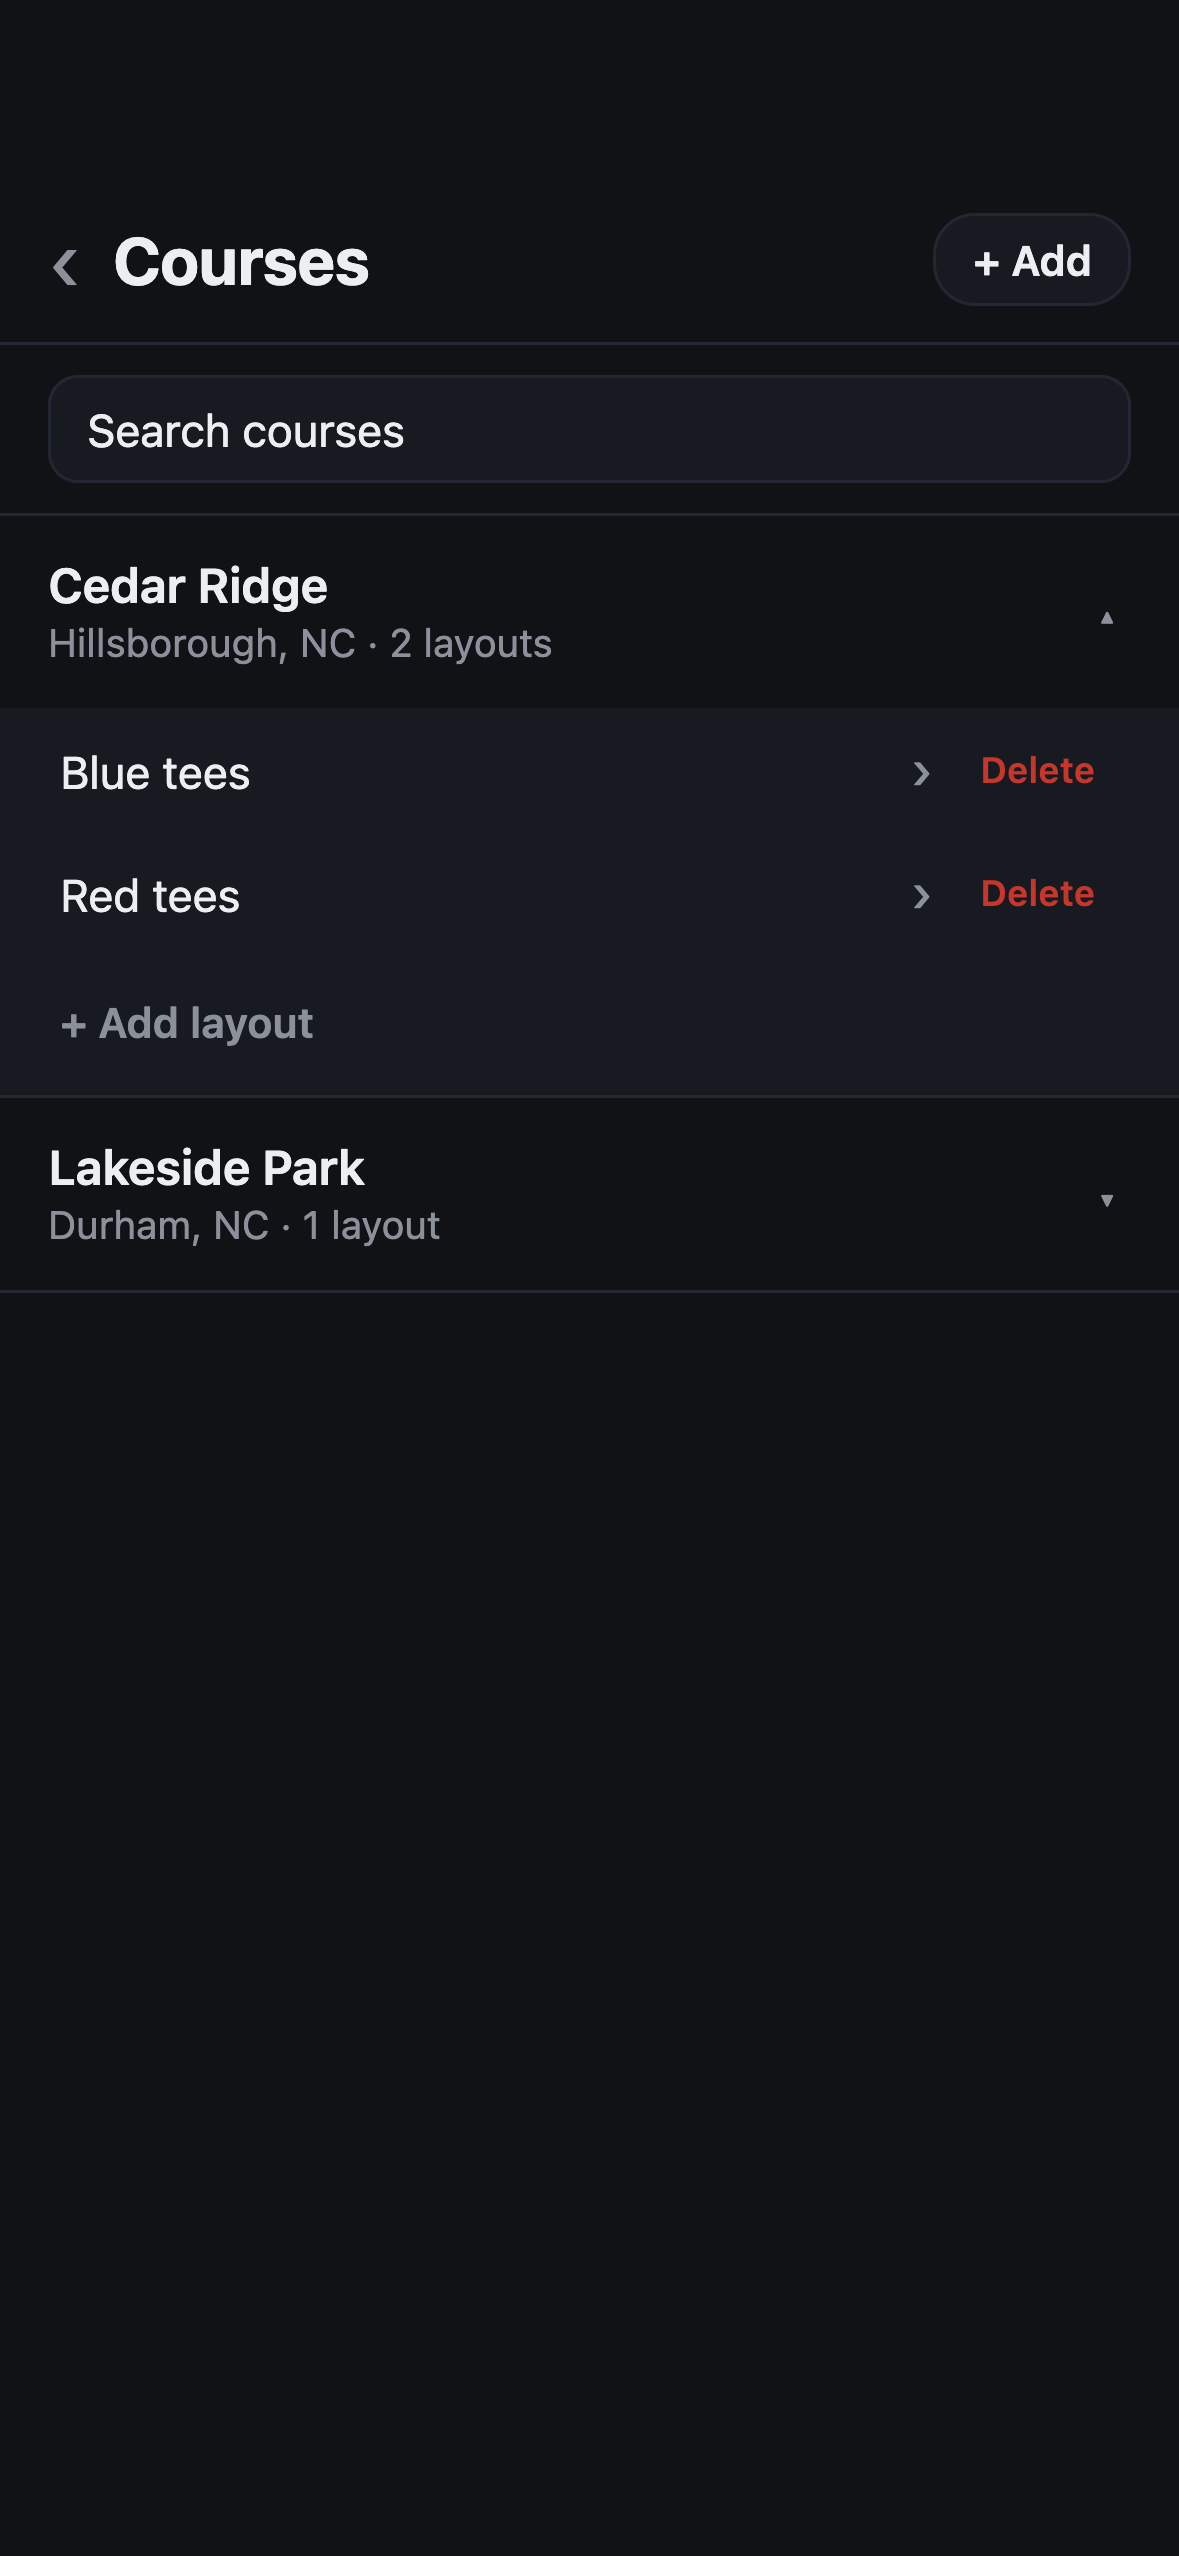 ‹ Courses + Add
Search courses
Cedar Ridge
Hillsborough, NC · 2 layouts ▲
Blue tees › Delete
Red tees › Delete
+ Add layout
Lakeside Park
Durham, NC · 1 layout ▼